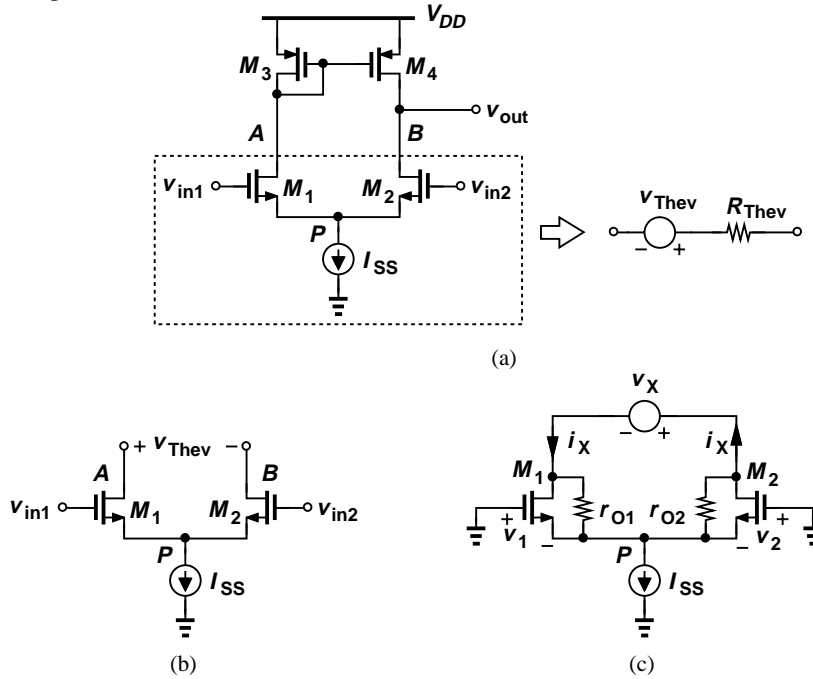 V_DD
M_3 M_4
v_out
A B
v_in1 M_1 M_2 v_in2
P
I_SS
v_Thev R_Thev
− +
(a)
+ v_Thev −
A B
v_in1 M_1 M_2 v_in2
P
I_SS
(b)
v_X
− +
i_X i_X
M_1 M_2
r_O1 r_O2
+ +
v_1 v_2
− −
P
I_SS
(c)